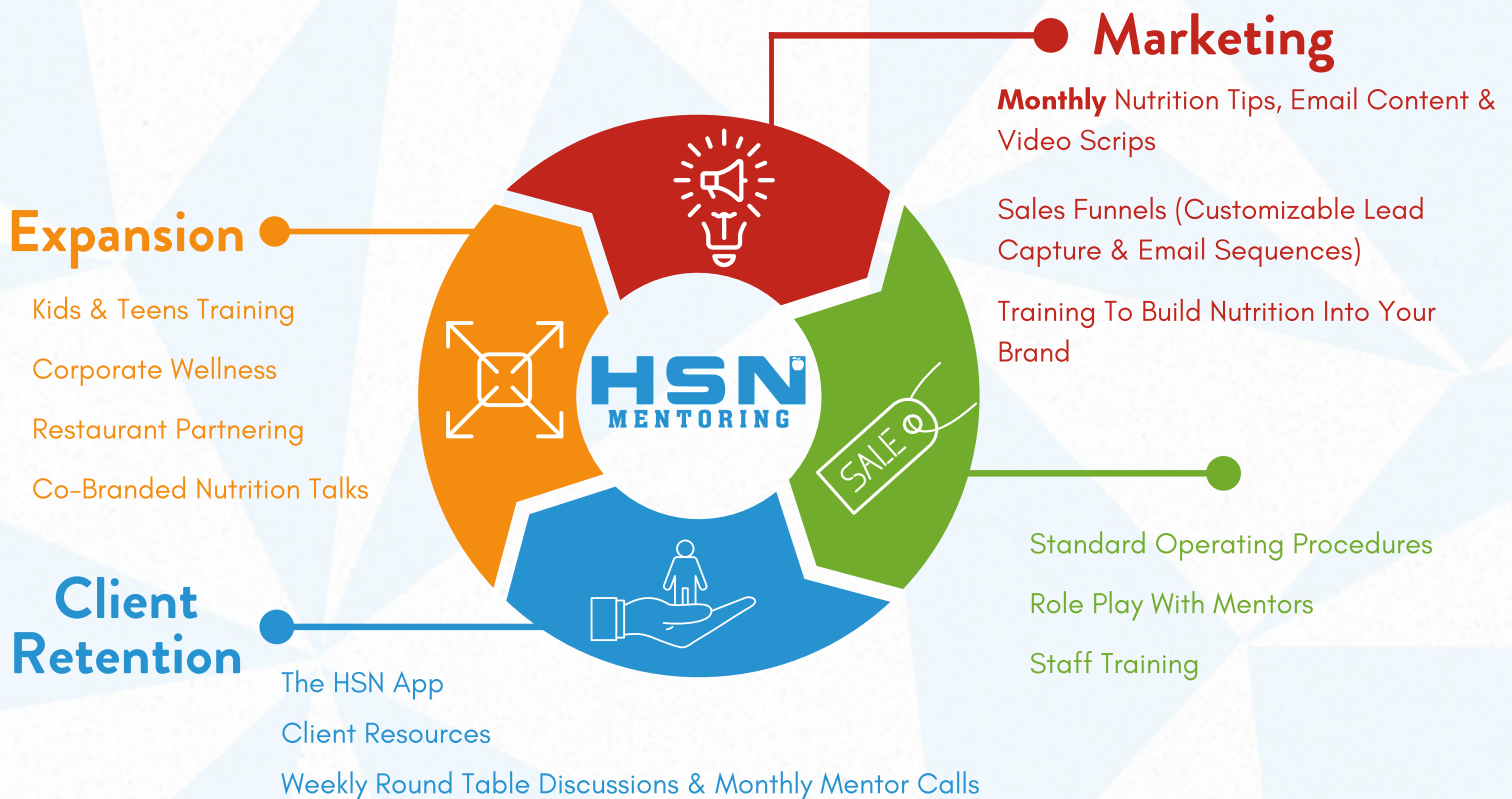 Marketing
Monthly Nutrition Tips, Email Content &
Video Scrips
Sales Funnels (Customizable Lead
Capture & Email Sequences)
Training To Build Nutrition Into Your
Brand
Expansion
Kids & Teens Training
Corporate Wellness
Restaurant Partnering
Co-Branded Nutrition Talks
HSN
MENTORING
SALE
Standard Operating Procedures
Role Play With Mentors
Staff Training
Client
Retention
The HSN App
Client Resources
Weekly Round Table Discussions & Monthly Mentor Calls